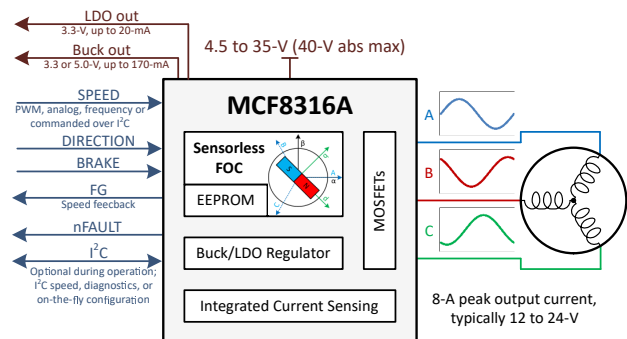 LDO out
3.3-V, up to 20-mA
Buck out
3.3 or 5.0-V, up to 170-mA
4.5 to 35-V (40-V abs max)
SPEED
PWM, analog, frequency or
commanded over I²C
DIRECTION
BRAKE
FG
Speed feecback
nFAULT
I²C
Optional during operation;
I²C speed, diagnostics, or
on-the-fly configuration
MCF8316A
Sensorless
FOC
EEPROM
β
B
d
A
α
S
N
C
q
MOSFETs
Buck/LDO Regulator
Integrated Current Sensing
A
B
C
8-A peak output current,
typically 12 to 24-V